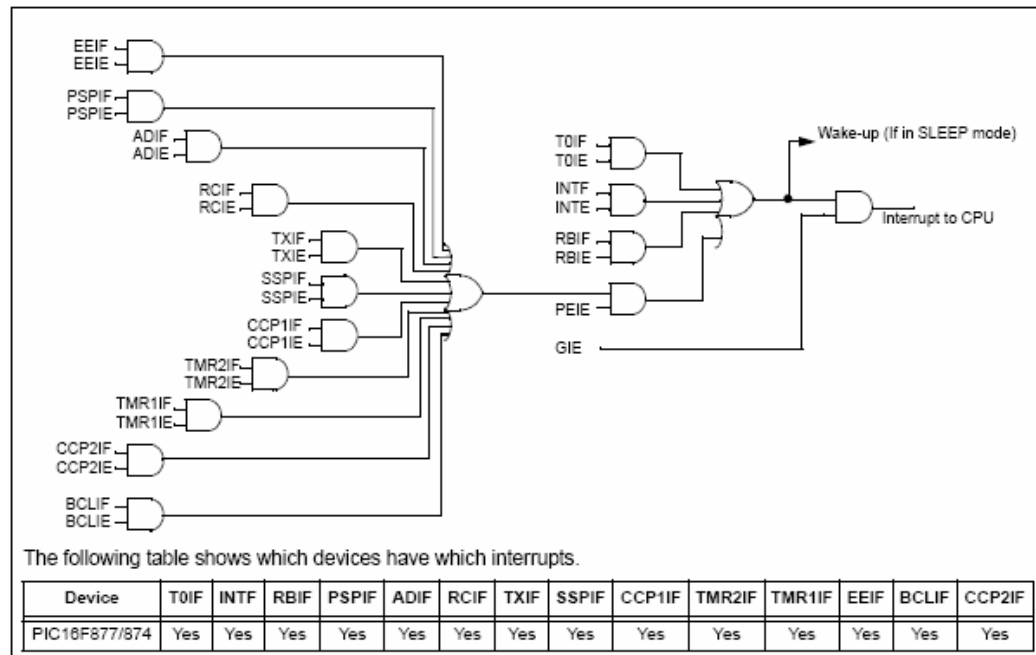 EEIF
EEIE
PSPIF
PSPIE
ADIF
ADIE
RCIF
RCIE
TXIF
TXIE
SSPIF
SSPIE
CCP1IF
CCP1IE
TMR2IF
TMR2IE
TMR1IF
TMR1IE
CCP2IF
CCP2IE
BCLIF
BCLIE
T0IF
T0IE
INTF
INTE
RBIF
RBIE
PEIE
GIE
Wake-up (If in SLEEP mode)
Interrupt to CPU
The following table shows which devices have which interrupts.
Device T0IF INTF RBIF PSPIF ADIF RCIF TXIF SSPIF CCP1IF TMR2IF TMR1IF EEIF BCLIF CCP2IF
PIC16F877/874 Yes Yes Yes Yes Yes Yes Yes Yes Yes Yes Yes Yes Yes Yes